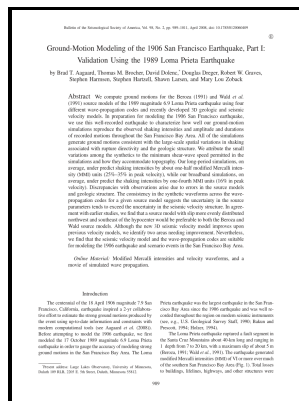 Bulletin of the Seismological Society of America, Vol. 98, No. 2, pp. 989–1011, April 2008, doi: 10.1785/0120060409
Ground-Motion Modeling of the 1906 San Francisco Earthquake, Part I:
Validation Using the 1989 Loma Prieta Earthquake
by Brad T. Aagaard, Thomas M. Brocher, David Dolenc,* Douglas Dreger, Robert W. Graves,
Stephen Harmsen, Stephen Hartzell, Shawn Larsen, and Mary Lou Zoback
Abstract We compute ground motions for the Beroza (1991) and Wald et al.
(1991) source models of the 1989 magnitude 6.9 Loma Prieta earthquake using four
different wave-propagation codes and recently developed 3D geologic and seismic
velocity models. In preparation for modeling the 1906 San Francisco earthquake,
we use this well-recorded earthquake to characterize how well our ground-motion
simulations reproduce the observed shaking intensities and amplitude and durations
of recorded motions throughout the San Francisco Bay Area. All of the simulations
generate ground motions consistent with the large-scale spatial variations in shaking
associated with rupture directivity and the geologic structure. We attribute the small
variations among the synthetics to the minimum shear-wave speed permitted in the
simulations and how they accommodate topography. Our long-period simulations, on
average, under predict shaking intensities by about one-half modified Mercalli intensity
(MMI) units (25%–35% in peak velocity), while our broadband simulations, on
average, under predict the shaking intensities by one-fourth MMI units (16% in peak
velocity). Discrepancies with observations arise due to errors in the source models
and geologic structure. The consistency in the synthetic waveforms across the wave-
propagation codes for a given source model suggests the uncertainty in the source
parameters tends to exceed the uncertainty in the seismic velocity structure. In agree-
ment with earlier studies, we find that a source model with slip more evenly distributed
northwest and southeast of the hypocenter would be preferable to both the Beroza and
Wald source models. Although the new 3D seismic velocity model improves upon
previous velocity models, we identify two areas needing improvement. Nevertheless,
we find that the seismic velocity model and the wave-propagation codes are suitable
for modeling the 1906 earthquake and scenario events in the San Francisco Bay Area.
Online Material: Modified Mercalli intensities and velocity waveforms, and a
movie of simulated wave propagation.
Introduction
The centennial of the 18 April 1906 magnitude 7.9 San
Francisco, California, earthquake inspired a 2-yr collabora-
tive effort to estimate the strong ground motions produced by
the event using up-to-date information and constraints with
modern computational tools (see Aagaard et al. (2008)).
Before attempting to model the 1906 earthquake, we first
modeled the 17 October 1989 magnitude 6.9 Loma Prieta
earthquake in order to gauge the accuracy of modeling strong
ground motions in the San Francisco Bay Area. The Loma
*Present address: Large Lakes Observatory, University of Minnesota,
Prieta earthquake was the largest earthquake in the San Fran-
cisco Bay Area since the 1906 earthquake and was well re-
corded throughout the region on modern seismic instruments
The Loma Prieta earthquake ruptured a fault segment in
the Santa Cruz Mountains about 40 km long and ranging in
depth from 7 to 20 km, with a maximum slip of about 5 m
(Beroza, 1991; Wald et al., 1991). The earthquake generated
modified Mercalli intensities (MMI) of VI or more over much
of the southern San Francisco Bay Area (Fig. 1). Total losses
to buildings, lifelines, highways, and other structures were
989